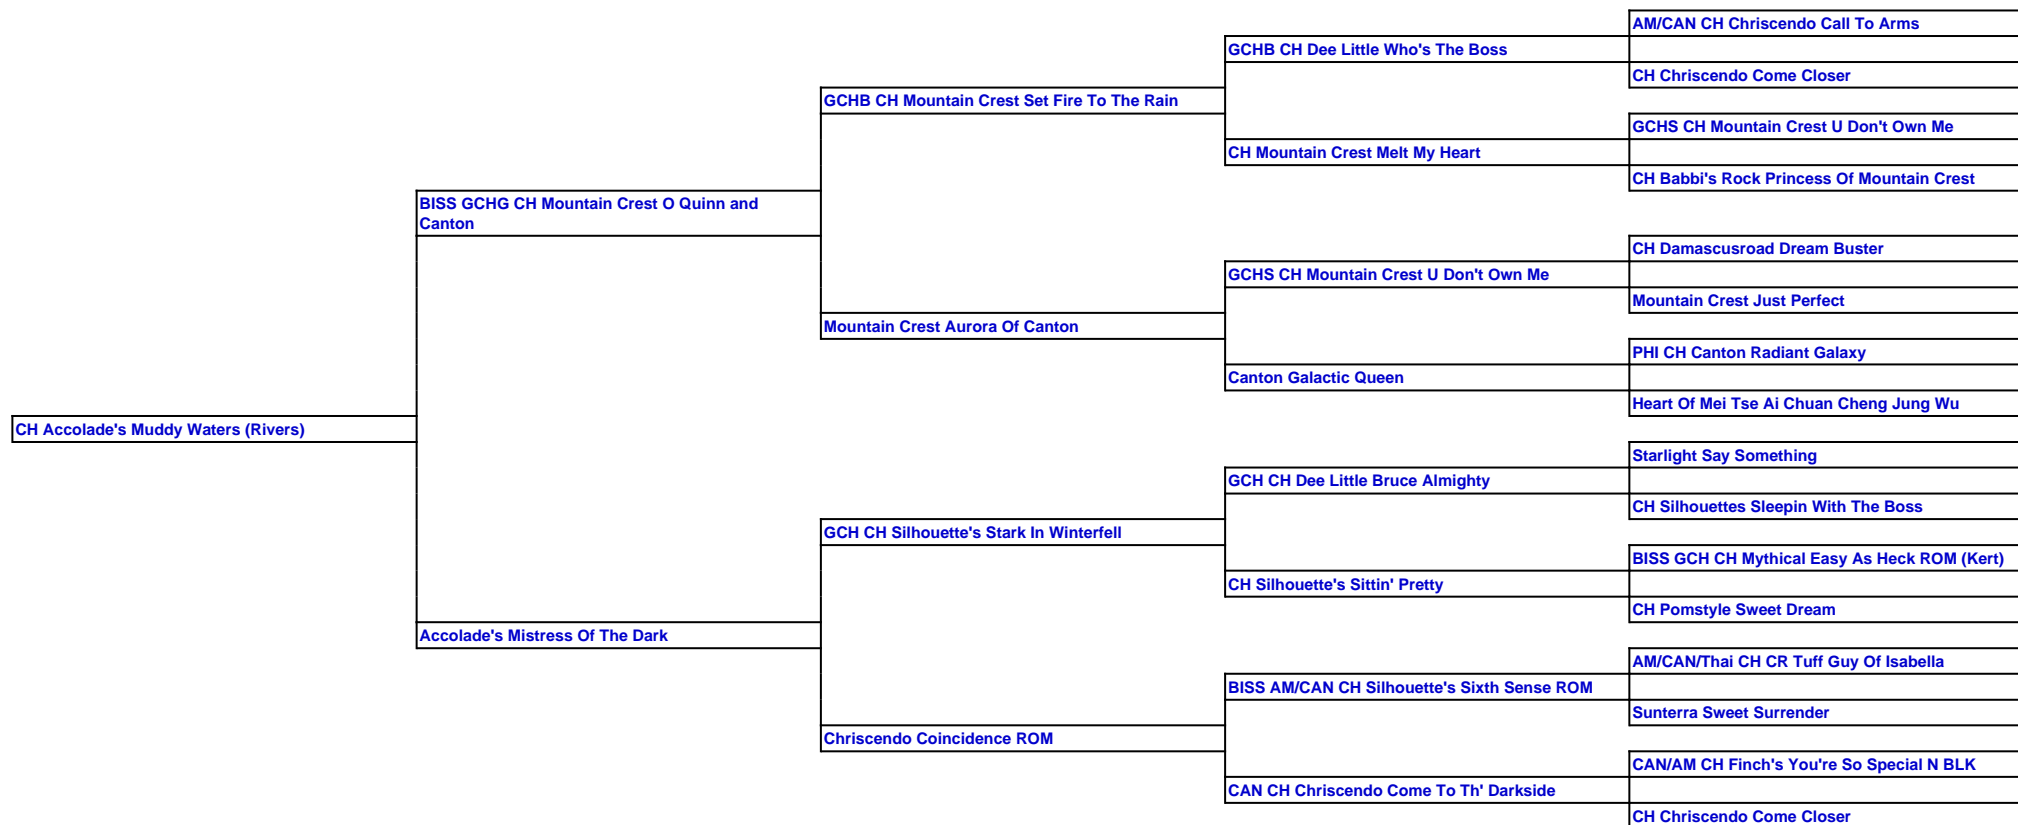 AM/CAN CH Chriscendo Call To Arms
GCHB CH Dee Little Who's The Boss
CH Chriscendo Come Closer
GCHB CH Mountain Crest Set Fire To The Rain
GCHS CH Mountain Crest U Don't Own Me
CH Mountain Crest Melt My Heart
CH Babbi's Rock Princess Of Mountain Crest
BISS GCHG CH Mountain Crest O Quinn and
Canton
CH Damascusroad Dream Buster
GCHS CH Mountain Crest U Don't Own Me
Mountain Crest Just Perfect
Mountain Crest Aurora Of Canton
PHI CH Canton Radiant Galaxy
Canton Galactic Queen
Heart Of Mei Tse Ai Chuan Cheng Jung Wu
CH Accolade's Muddy Waters (Rivers)
Starlight Say Something
GCH CH Dee Little Bruce Almighty
CH Silhouettes Sleepin With The Boss
GCH CH Silhouette's Stark In Winterfell
BISS GCH CH Mythical Easy As Heck ROM (Kert)
CH Silhouette's Sittin' Pretty
CH Pomstyle Sweet Dream
Accolade's Mistress Of The Dark
AM/CAN/Thai CH CR Tuff Guy Of Isabella
BISS AM/CAN CH Silhouette's Sixth Sense ROM
Sunterra Sweet Surrender
Chriscendo Coincidence ROM
CAN/AM CH Finch's You're So Special N BLK
CAN CH Chriscendo Come To Th' Darkside
CH Chriscendo Come Closer